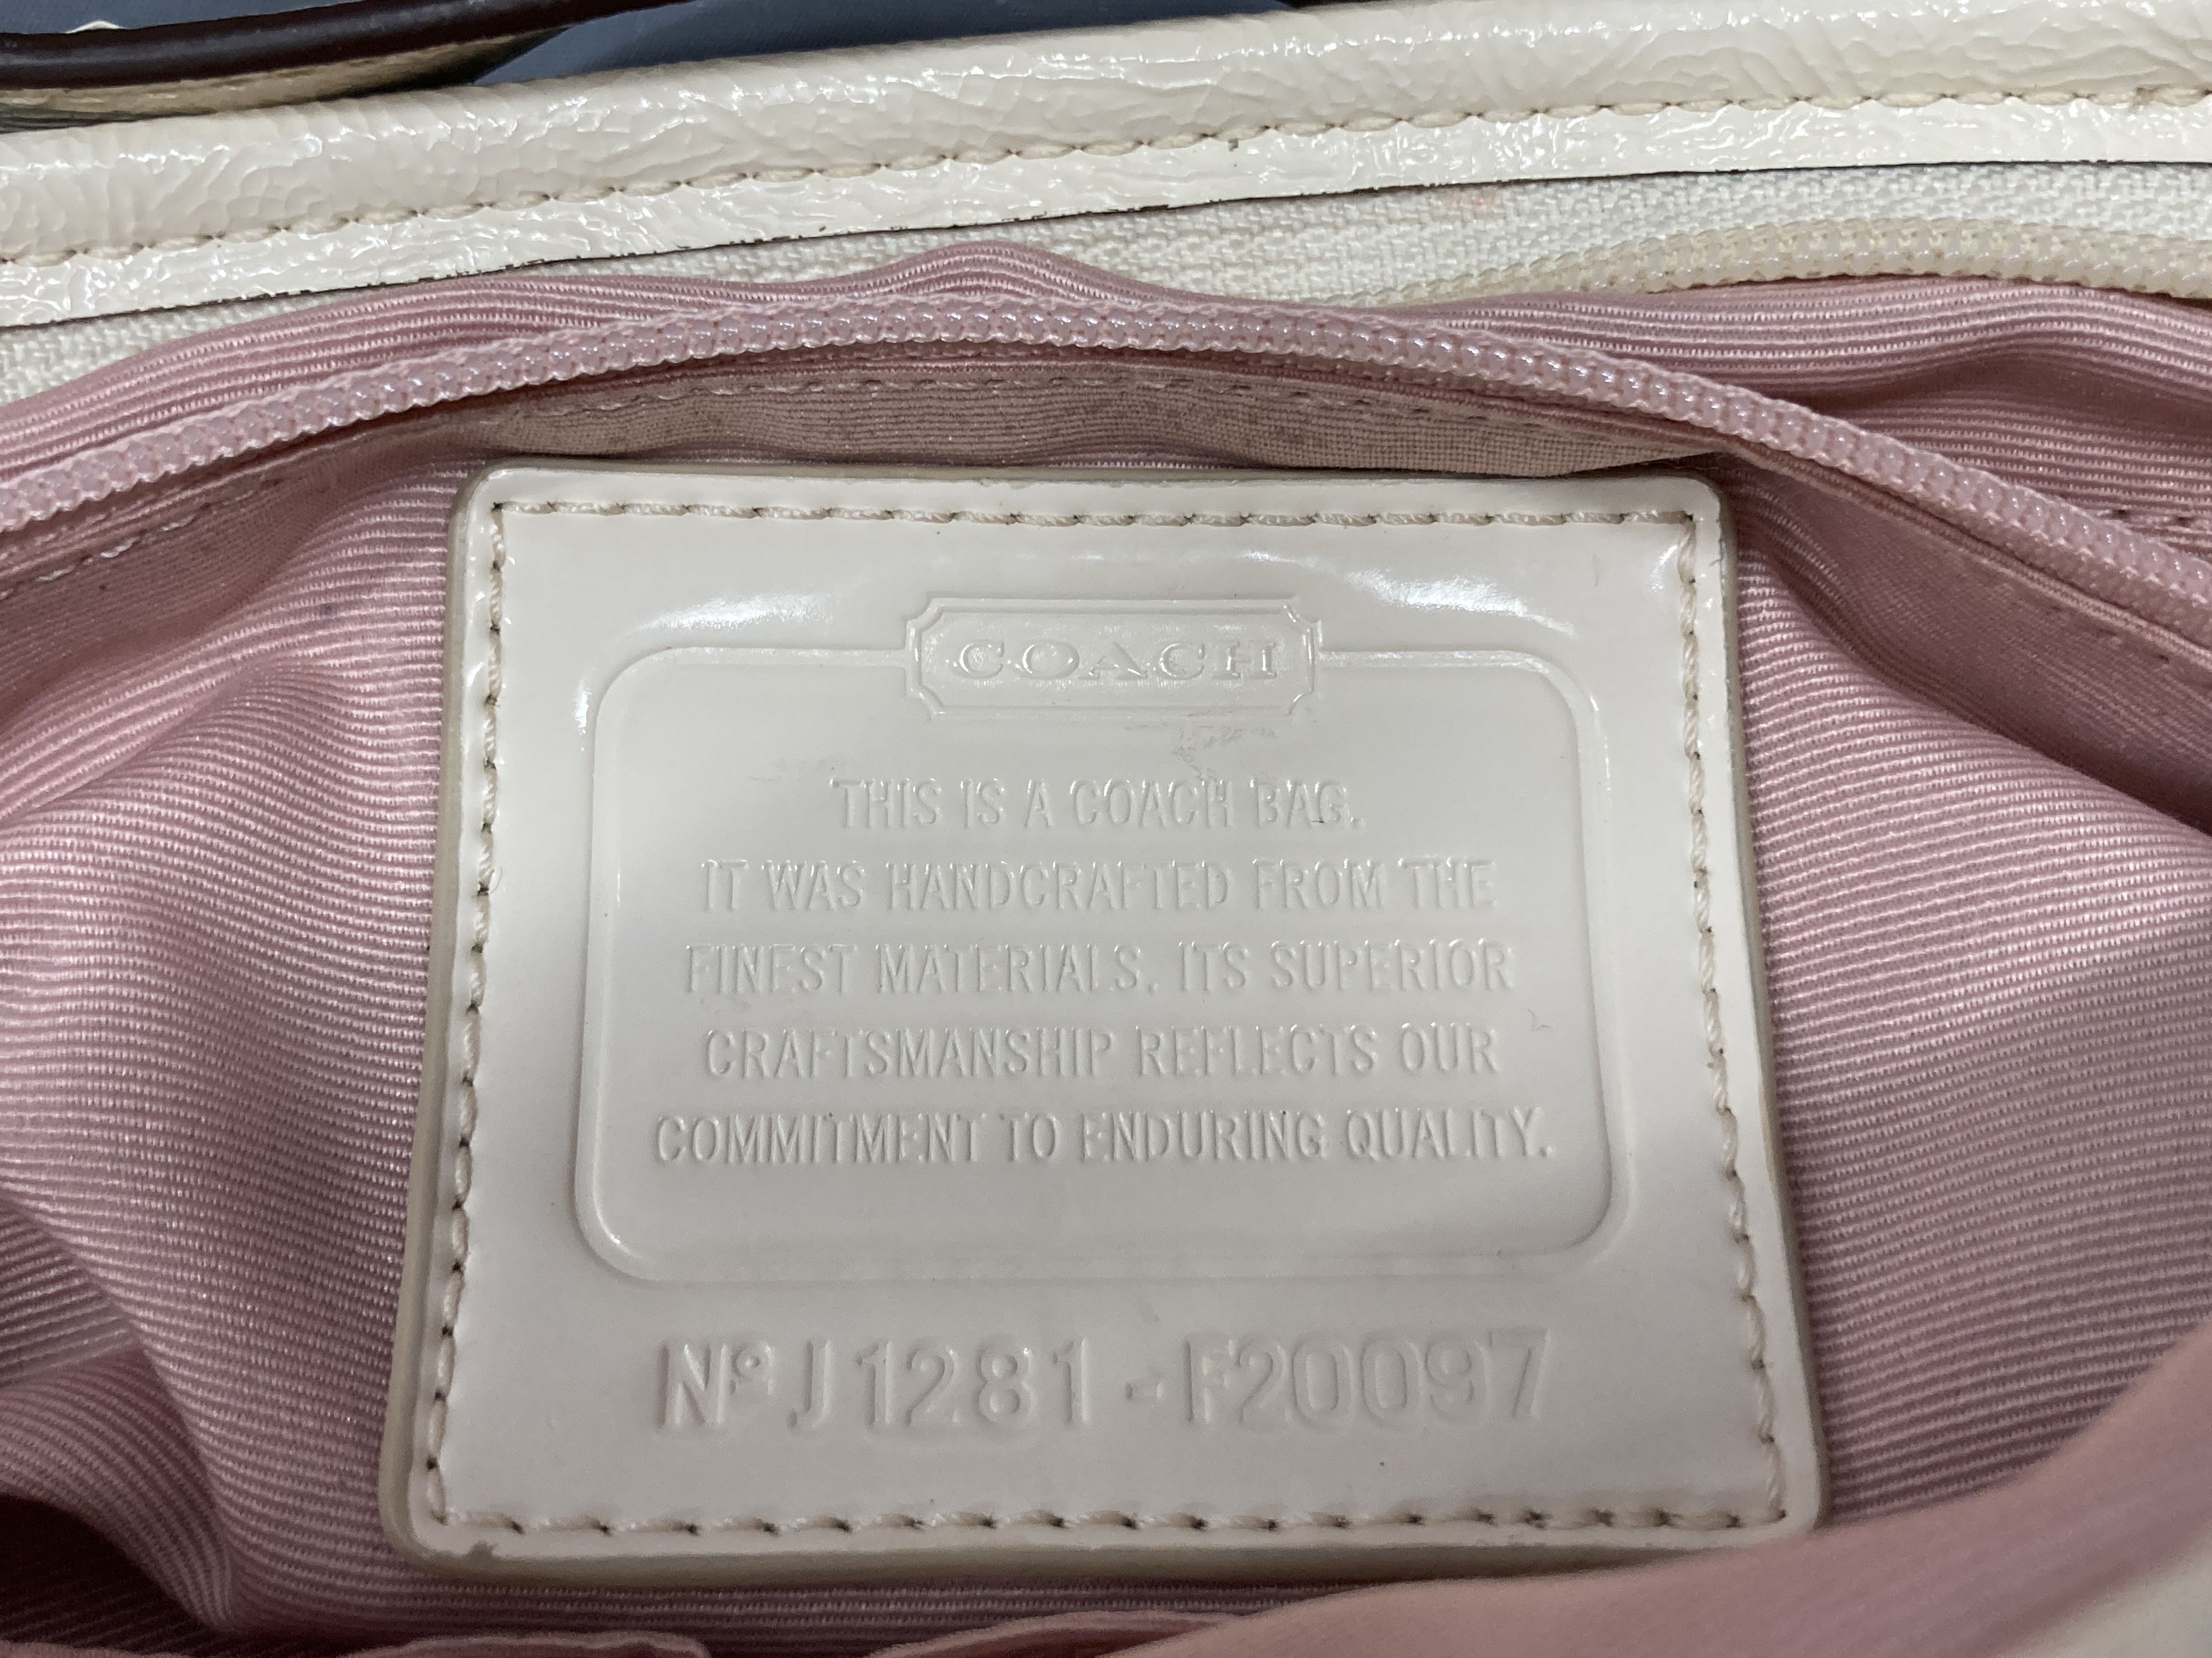 COACH
THIS IS A COACH BAG.
IT WAS HANDCRAFTED FROM THE
FINEST MATERIALS. ITS SUPERIOR
CRAFTSMANSHIP REFLECTS OUR
COMMITMENT TO ENDURING QUALITY.
Nº J1281-F20097